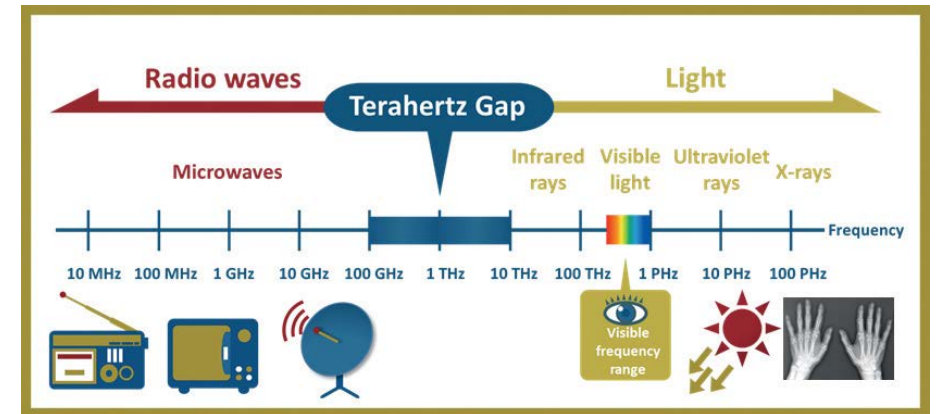 Radio waves
Terahertz Gap
Light
Microwaves
Infrared
rays
Visible
light
Ultraviolet
rays
X-rays
Frequency
10 MHz 100 MHz 1 GHz 10 GHz 100 GHz 1 THz 10 THz 100 THz 1 PHz 10 PHz 100 PHz
Visible
frequency
range